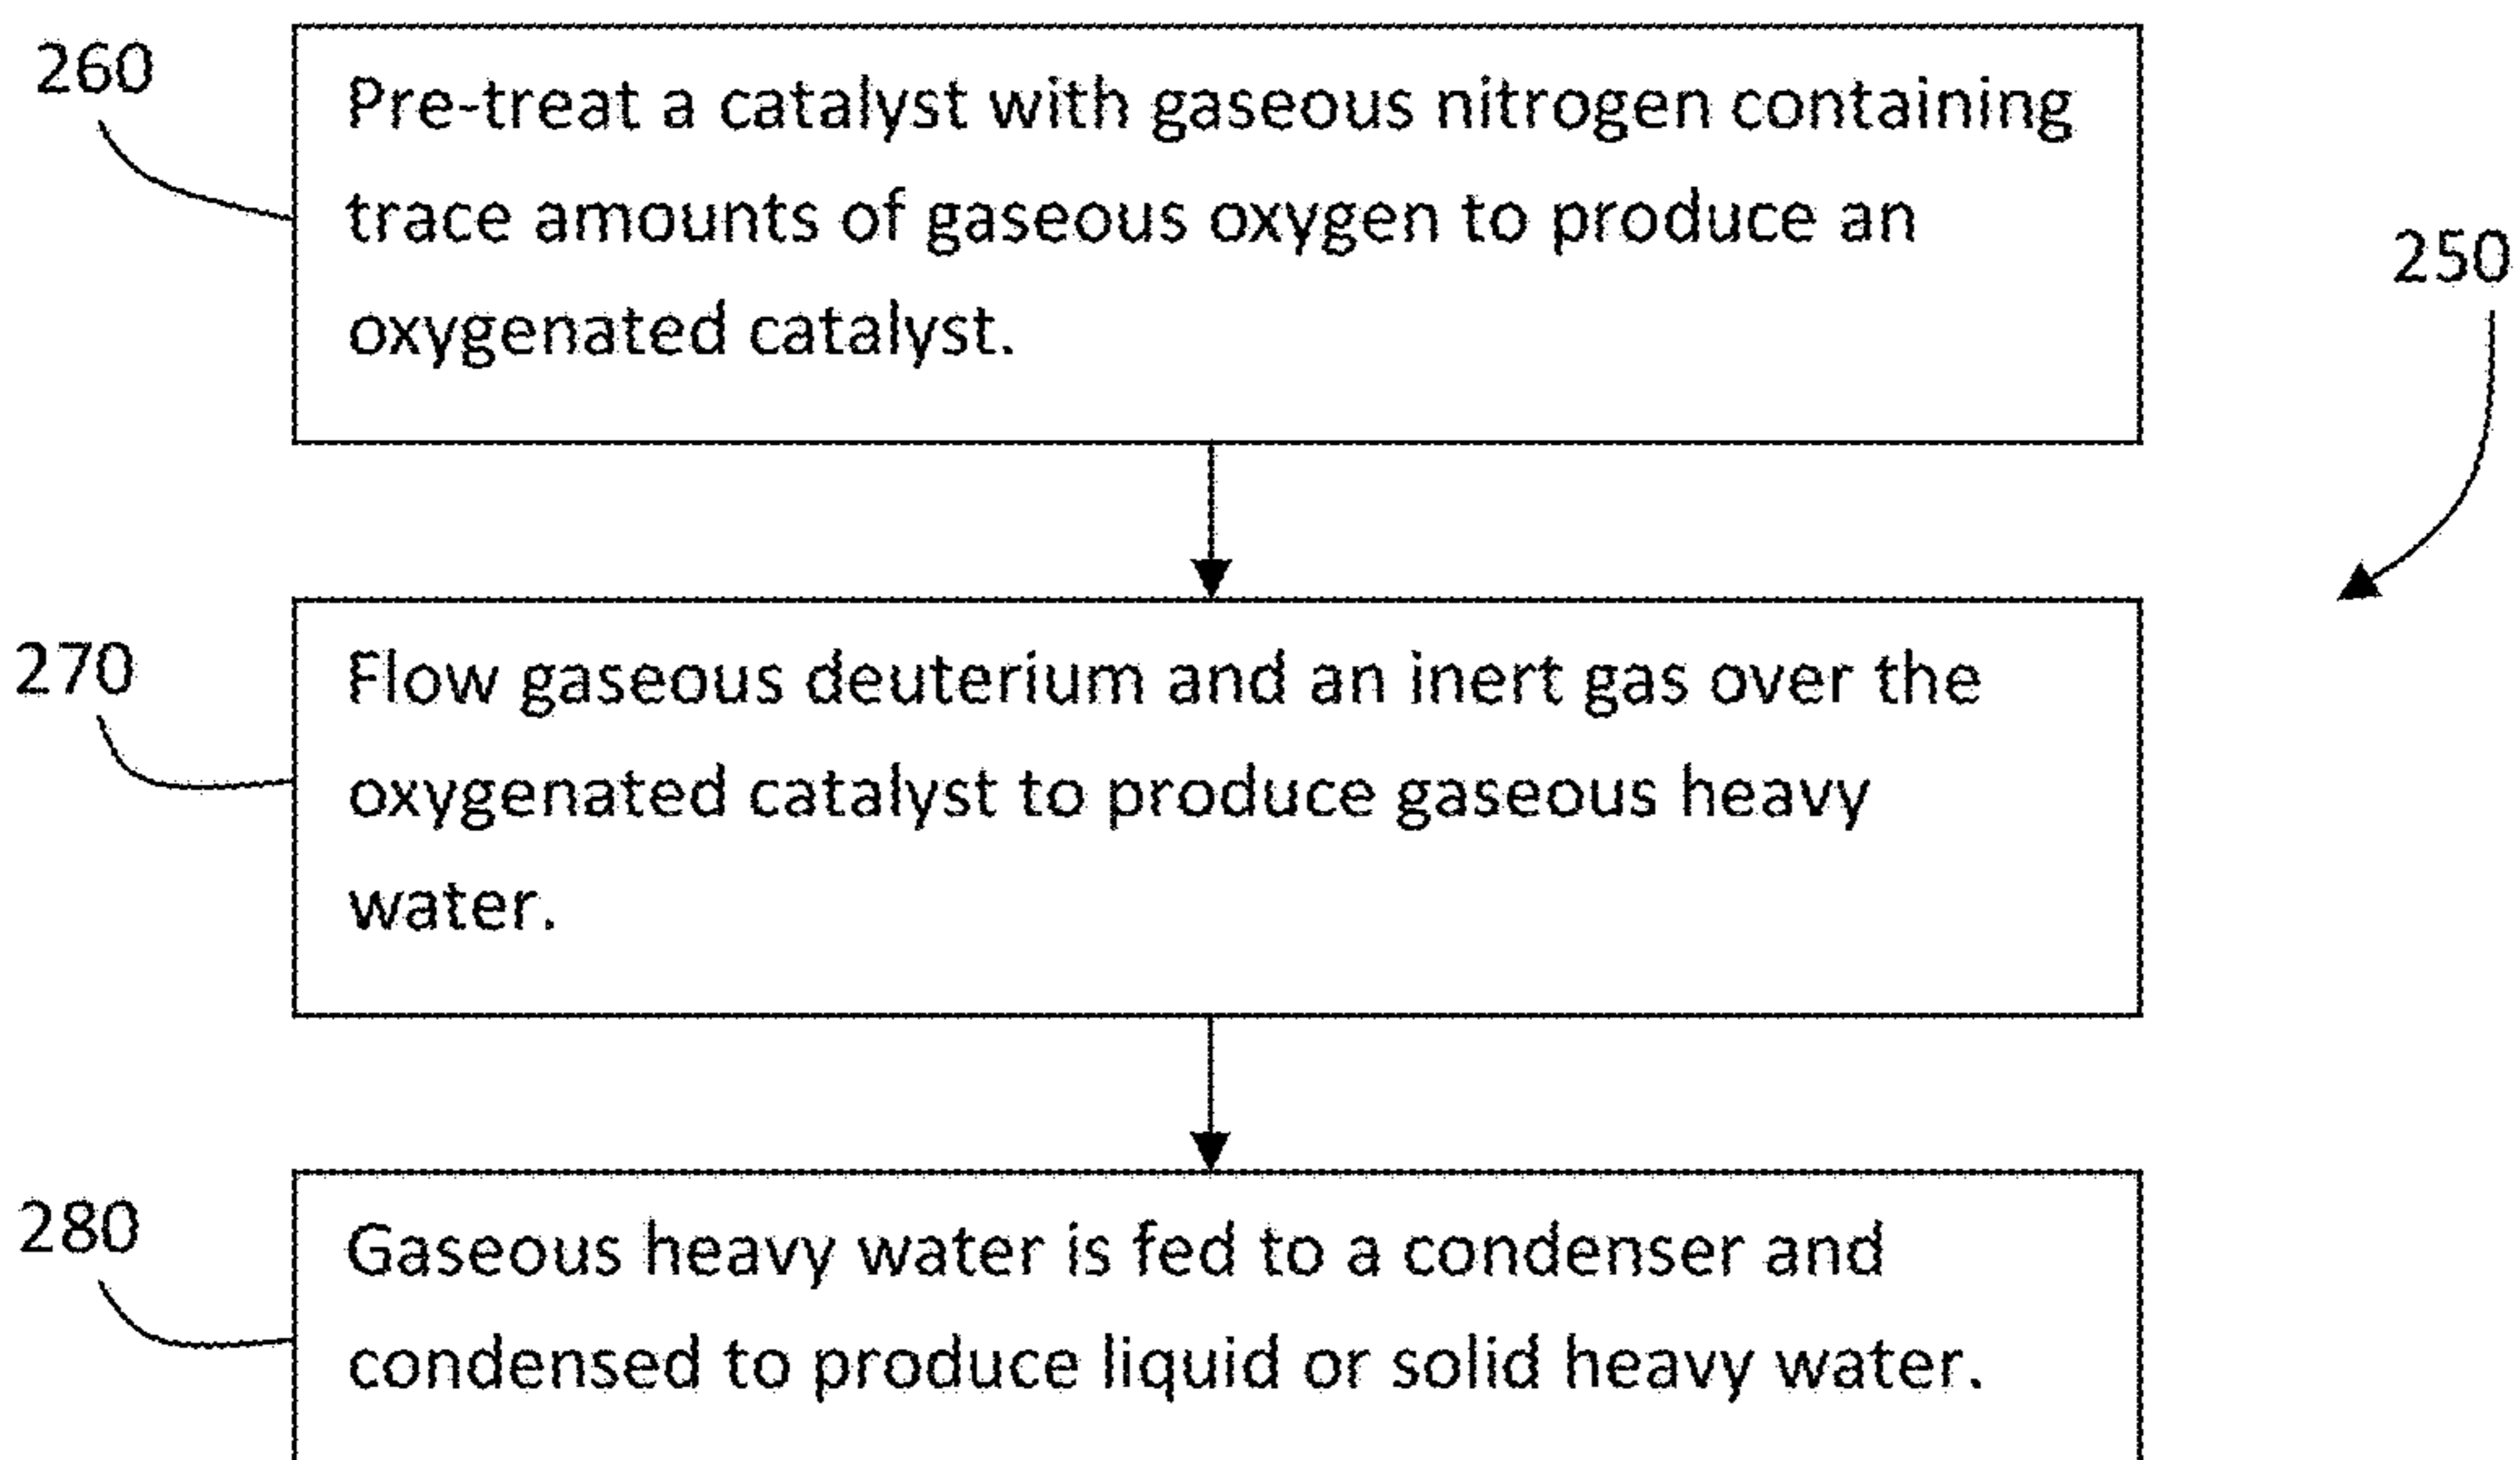 260
Pre-treat a catalyst with gaseous nitrogen containing
trace amounts of gaseous oxygen to produce an
oxygenated catalyst.
250
270
Flow gaseous deuterium and an inert gas over the
oxygenated catalyst to produce gaseous heavy
water.
280
Gaseous heavy water is fed to a condenser and
condensed to produce liquid or solid heavy water.